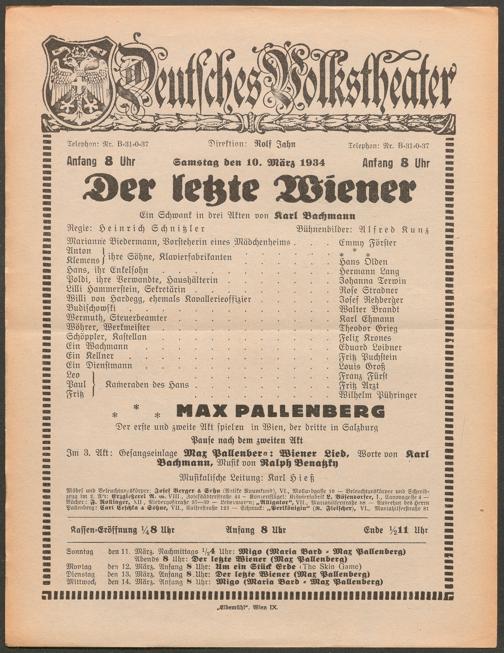 Deutsches Volkstheater
Telephon: Nr. B-31-0-37 Direktion: Rolf Jahn Telephon: Nr. B-31-0-37
Anfang 8 Uhr Samstag den 10. März 1934 Anfang 8 Uhr
Der letzte Wiener
Ein Schwank in drei Akten von Karl Bachmann
Regie: Heinrich Schnitzler Bühnenbilder: Alfred Kunz
Marianne Biedermann, Vorsteherin eines Mädchenheims Emmy Förster
Anton * * *
Klemens } ihre Söhne, Klavierfabrikanten Hans Olden
Hans, ihr Enkelsohn Hermann Lang
Poldi, ihre Verwandte, Haushälterin Johanna Terwin
Lilli Hammerstein, Sekretärin Rose Stradner
Willi von Hardegg, ehemals Kavallerieoffizier Josef Rehberger
Budischowski Walter Brandt
Wermuth, Steuerbeamter Karl Ehmann
Wöhrer, Werkmeister Theodor Grieg
Schöppler, Kastellan Felix Krones
Ein Wachmann Eduard Loibner
Ein Kellner Fritz Puchstein
Ein Dienstmann Louis Groß
Leo Franz Fürst
Paul } Kameraden des Hans Fritz Arzt
Fritz Wilhelm Pühringer
* * * MAX PALLENBERG
Der erste und zweite Akt spielen in Wien, der dritte in Salzburg
Pause nach dem zweiten Akt
Im 3. Akt: Gesangseinlage Max Pallenberg: Wiener Lied, Worte von Karl
Bachmann, Musik von Ralph Benatzky
Musikalische Leitung: Karl Hieß
Kassen-Eröffnung ¼8 Uhr Anfang 8 Uhr Ende ½11 Uhr
Sonntag den 11. März, Nachmittags ¼4 Uhr: Migo (Maria Bard - Max Pallenberg)
Abends 8 Uhr: Der letzte Wiener (Max Pallenberg)
Montag den 12. März, Anfang 8 Uhr: Um ein Stück Erde (The Skin Game)
Dienstag den 13. März, Anfang 8 Uhr: Der letzte Wiener (Max Pallenberg)
Mittwoch, den 14. März, Anfang 8 Uhr: Migo (Maria Bard - Max Pallenberg)
„Elbemühl“, Wien IX.